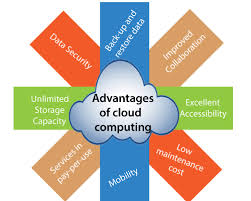 Data Security
Back-up and
restore data
Improved
Collaboration
Unlimited
Storage
Capacity
Advantages
of cloud
computing
Excellent
Accessibility
Services in
pay-per-use
Mobility
Low
maintenance
cost